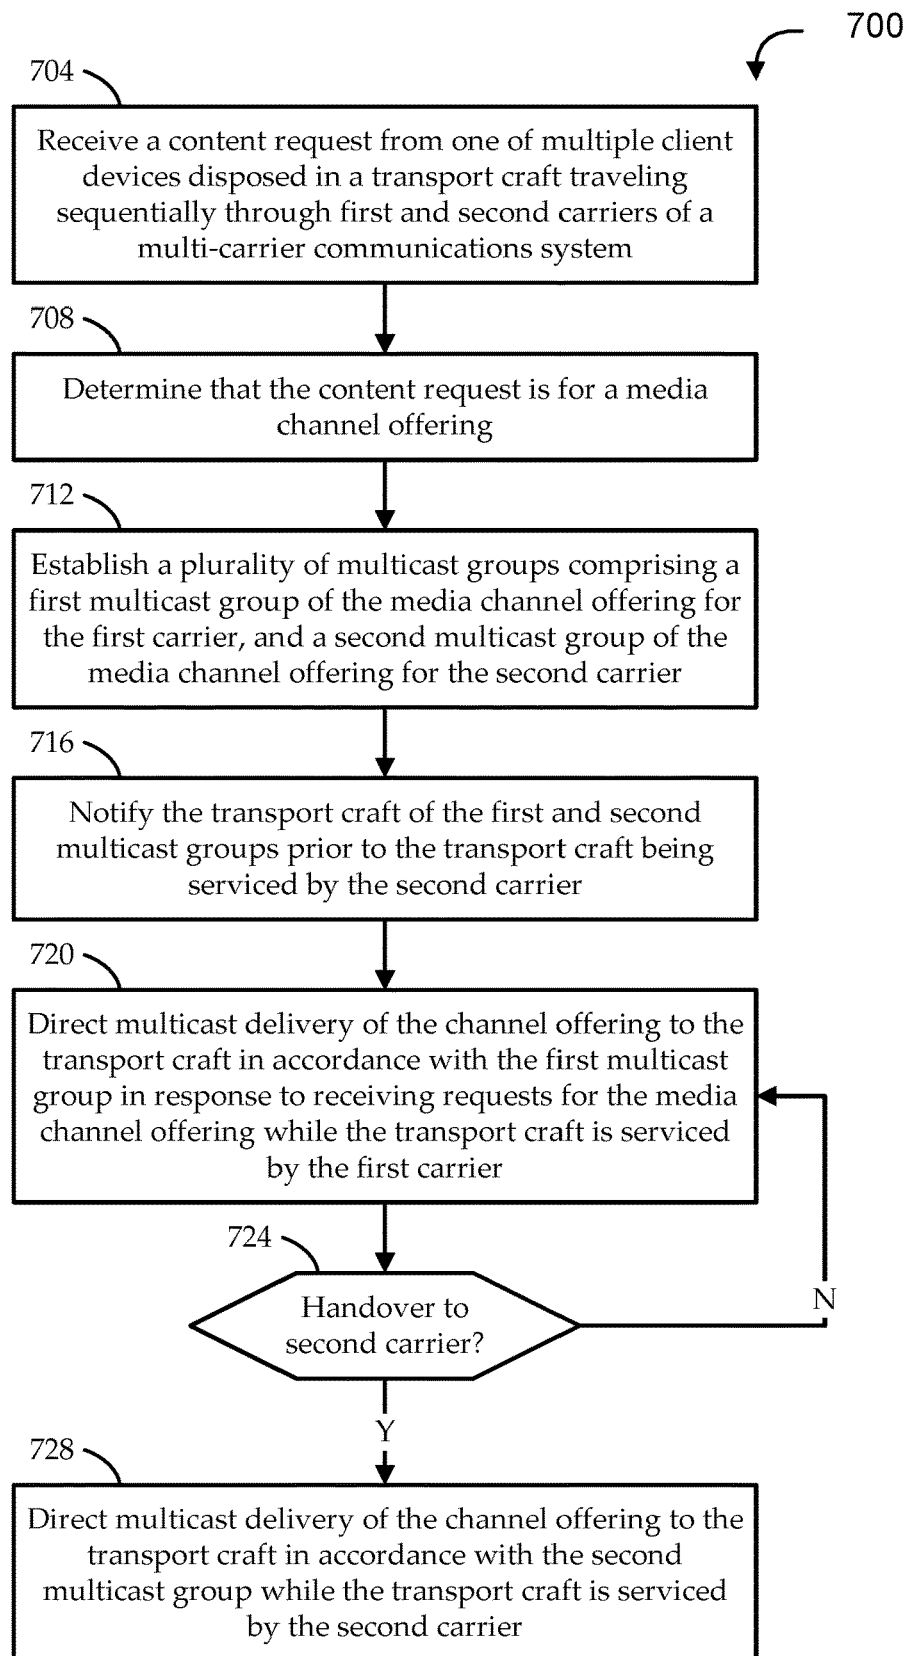 700
704
Receive a content request from one of multiple client
devices disposed in a transport craft traveling
sequentially through first and second carriers of a
multi-carrier communications system
708
Determine that the content request is for a media
channel offering
712
Establish a plurality of multicast groups comprising a
first multicast group of the media channel offering for
the first carrier, and a second multicast group of the
media channel offering for the second carrier
716
Notify the transport craft of the first and second
multicast groups prior to the transport craft being
serviced by the second carrier
720
Direct multicast delivery of the channel offering to the
transport craft in accordance with the first multicast
group in response to receiving requests for the media
channel offering while the transport craft is serviced
by the first carrier
724
Handover to
second carrier?
N
Y
728
Direct multicast delivery of the channel offering to the
transport craft in accordance with the second
multicast group while the transport craft is serviced
by the second carrier